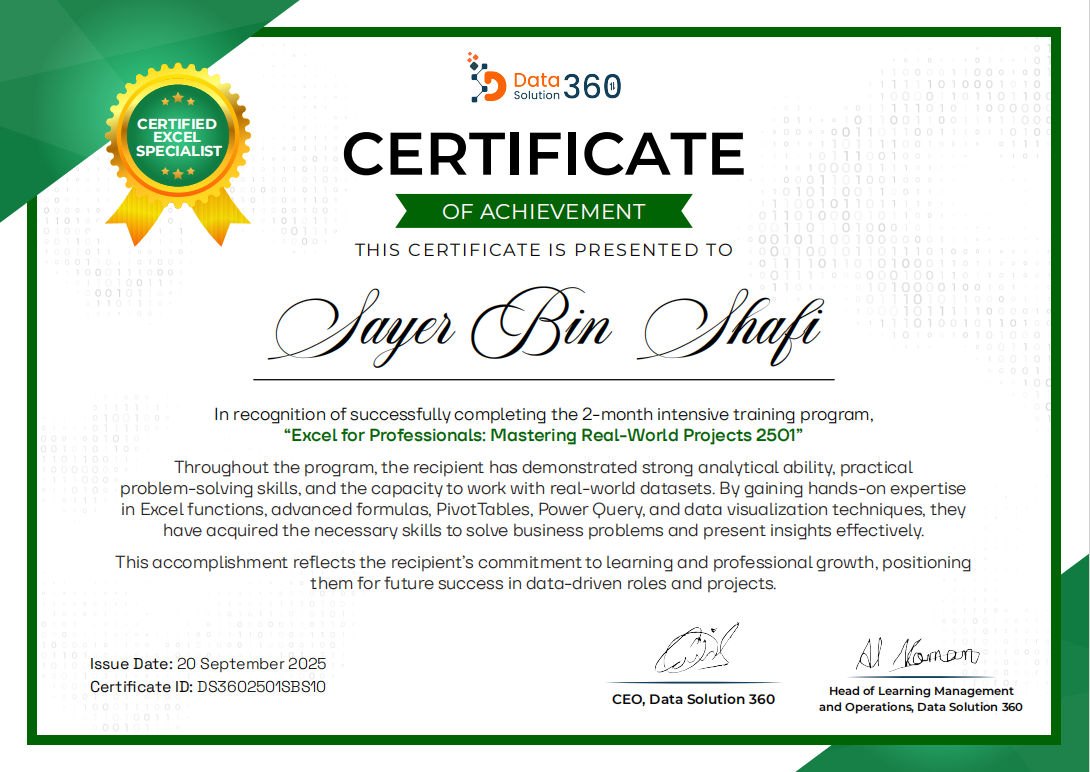 Data
Solution 360
CERTIFIED
EXCEL
SPECIALIST
CERTIFICATE
OF ACHIEVEMENT
THIS CERTIFICATE IS PRESENTED TO
Sayer Bin Shafi
In recognition of successfully completing the 2-month intensive training program,
“Excel for Professionals: Mastering Real-World Projects 2501”
Throughout the program, the recipient has demonstrated strong analytical ability, practical
problem-solving skills, and the capacity to work with real-world datasets. By gaining hands-on expertise
in Excel functions, advanced formulas, PivotTables, Power Query, and data visualization techniques, they
have acquired the necessary skills to solve business problems and present insights effectively.
This accomplishment reflects the recipient’s commitment to learning and professional growth, positioning
them for future success in data-driven roles and projects.
Issue Date: 20 September 2025
Certificate ID: DS3602501SBS10
CEO, Data Solution 360
Al Noman
Head of Learning Management
and Operations, Data Solution 360